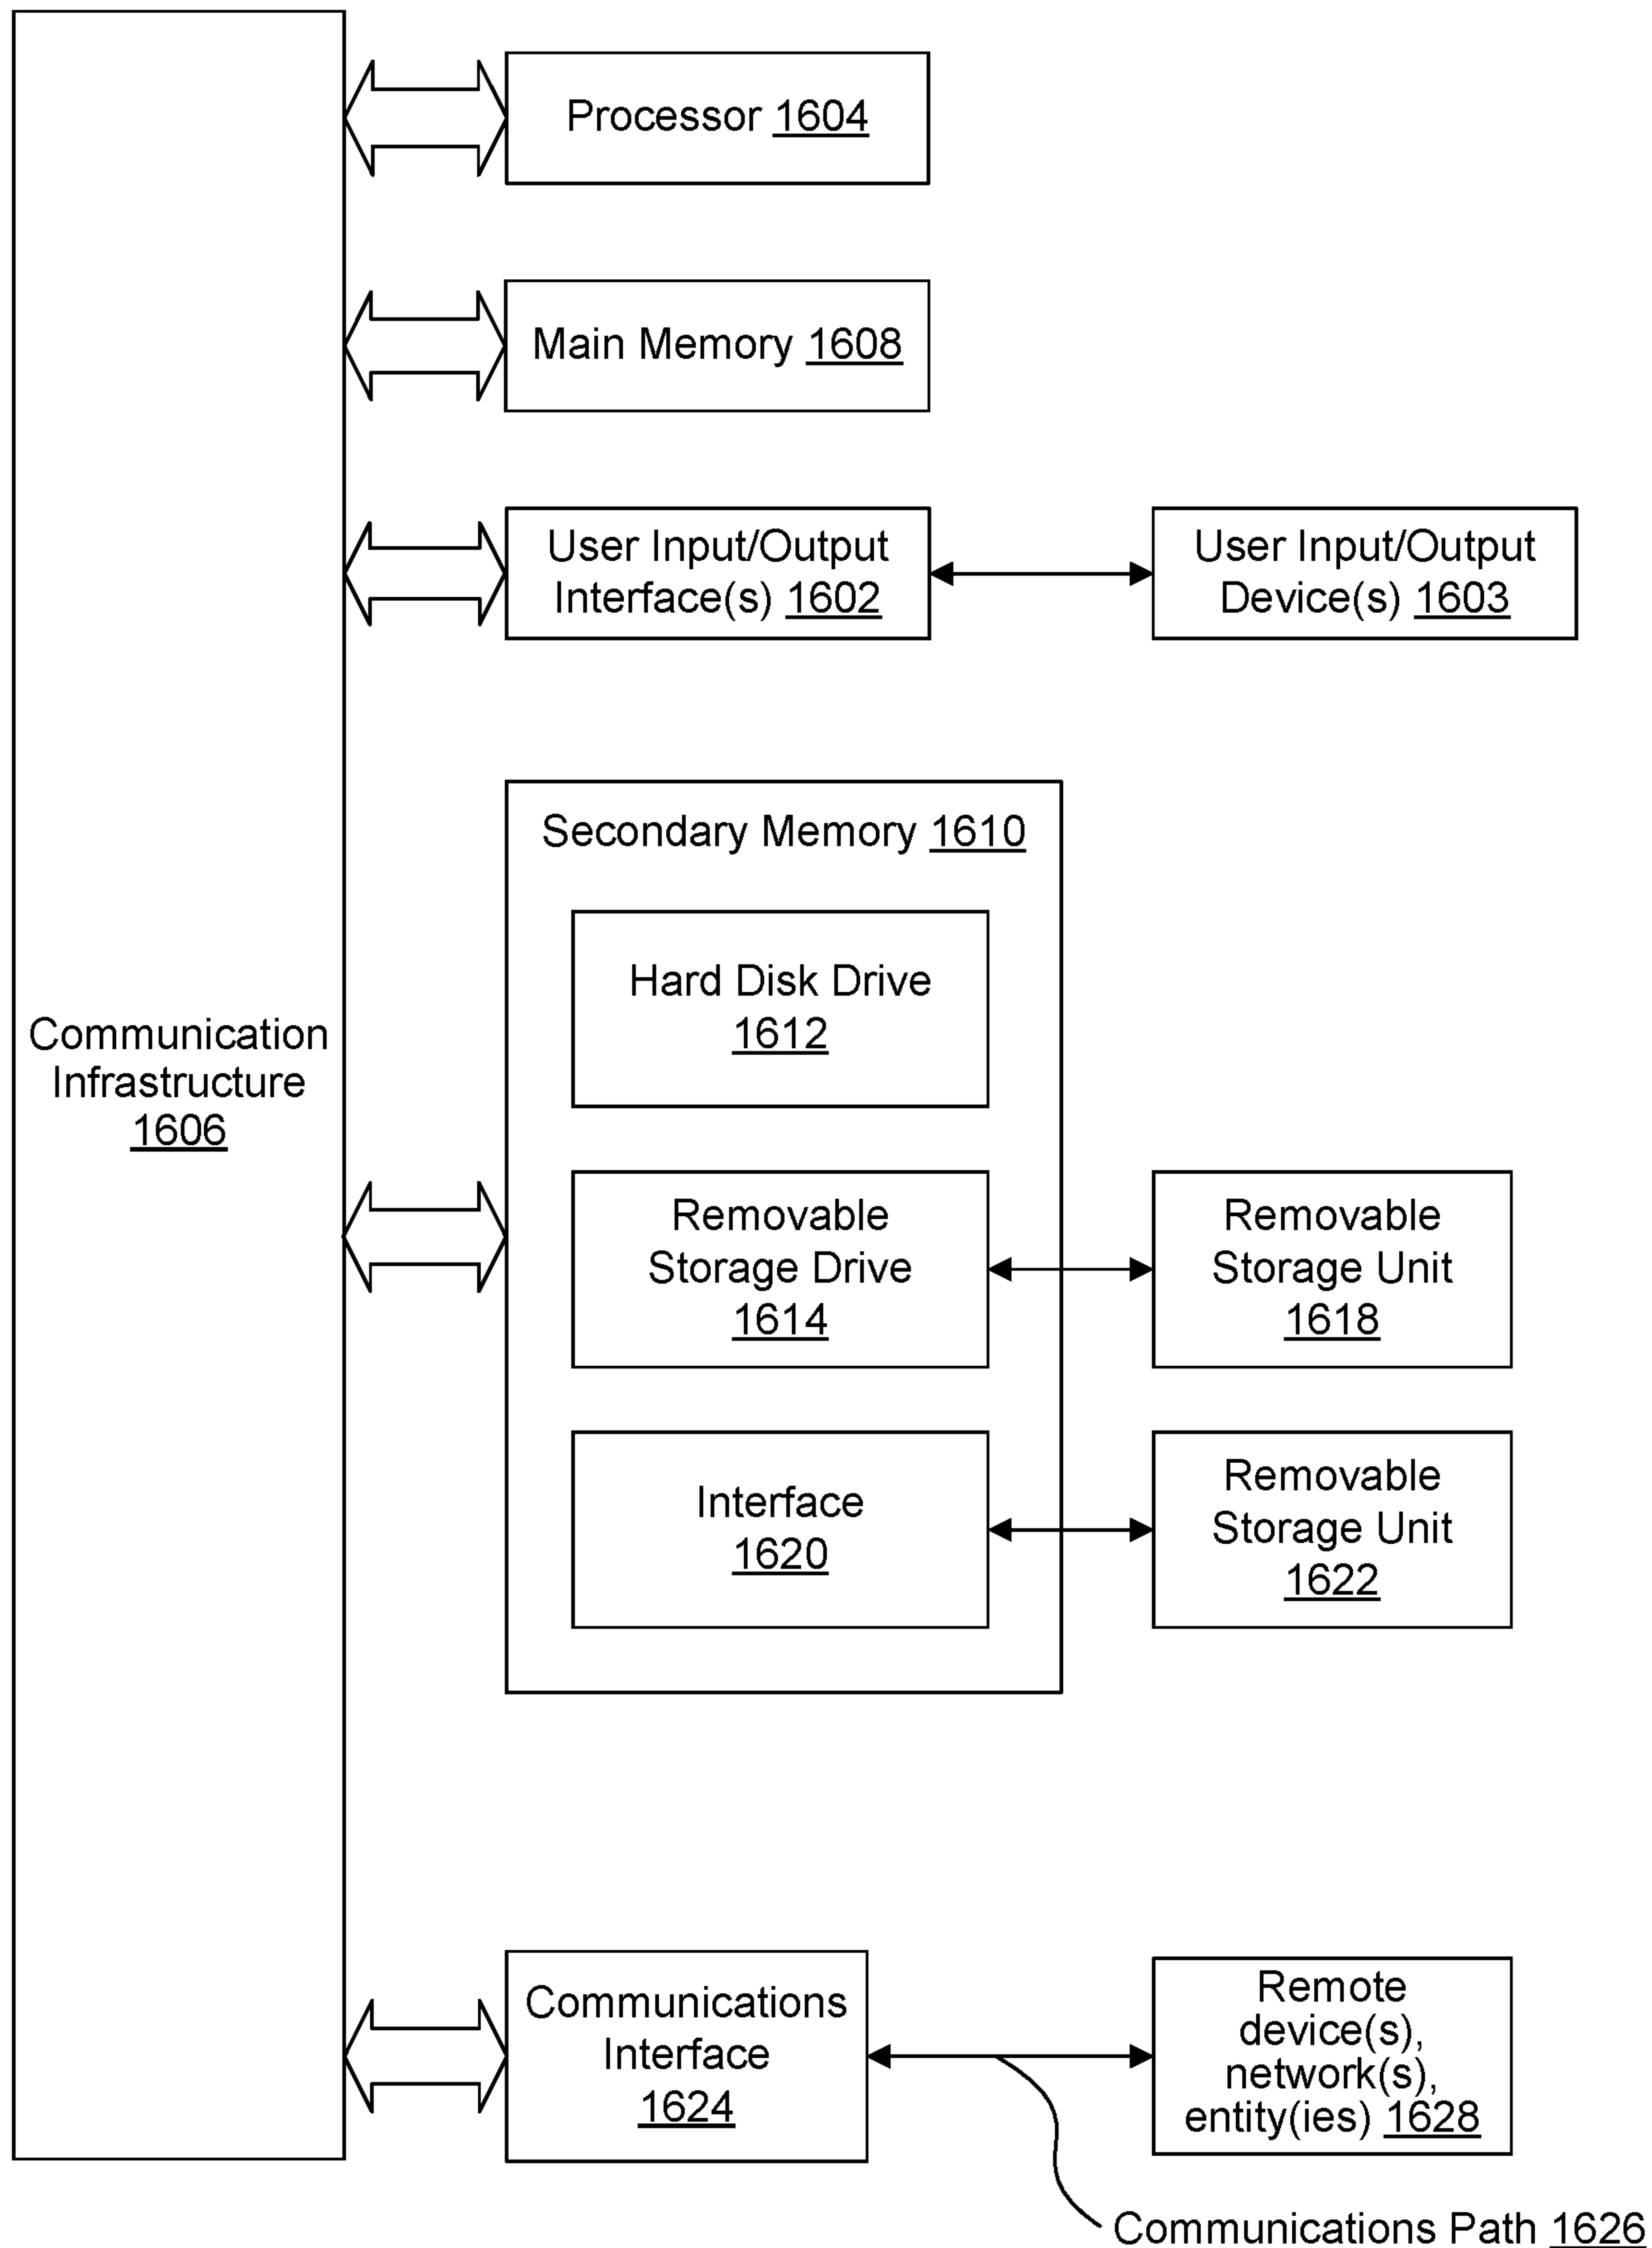 Processor 1604
Main Memory 1608
User Input/Output
Interface(s) 1602
User Input/Output
Device(s) 1603
Secondary Memory 1610
Hard Disk Drive
1612
Communication
Infrastructure
1606
Removable
Storage Drive
1614
Removable
Storage Unit
1618
Interface
1620
Removable
Storage Unit
1622
Communications
Interface
1624
Remote
device(s),
network(s),
entity(ies) 1628
Communications Path 1626